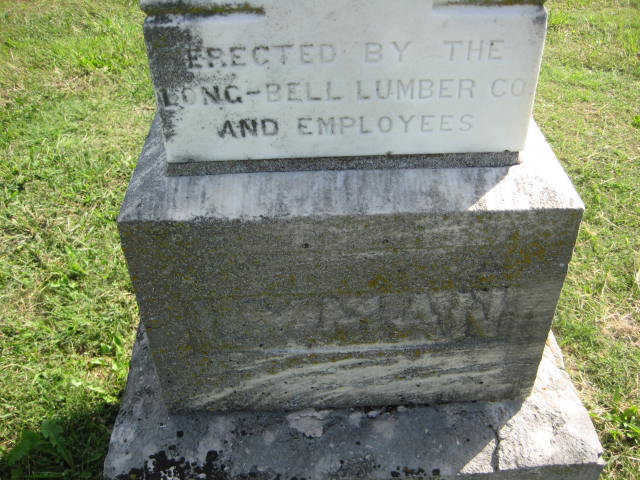 ERECTED BY THE
LONG-BELL LUMBER CO.
AND EMPLOYEES